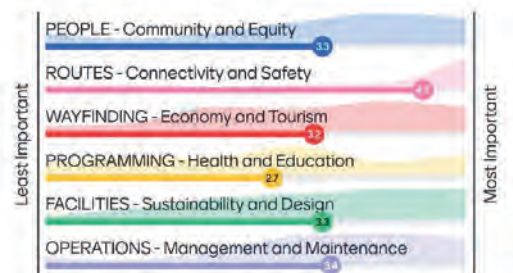 PEOPLE - Community and Equity
3.3
ROUTES - Connectivity and Safety
WAYFINDING - Economy and Tourism
3.2
PROGRAMMING - Health and Education
2.7
FACILITIES - Sustainability and Design
3.3
OPERATIONS - Management and Maintenance
3.4
Least Important
Most Important